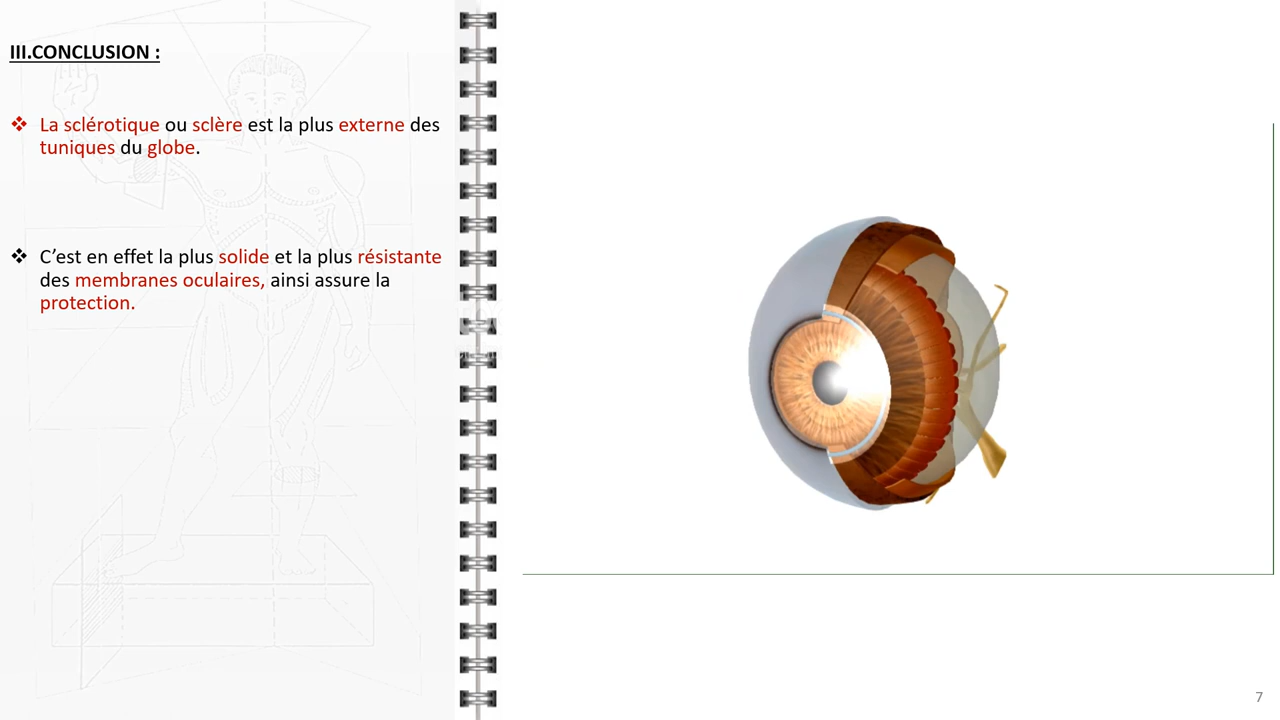 III.CONCLUSION :
❖ La sclérotique ou sclère est la plus externe des
tuniques du globe.
❖ C’est en effet la plus solide et la plus résistante
des membranes oculaires, ainsi assure la
protection.
7